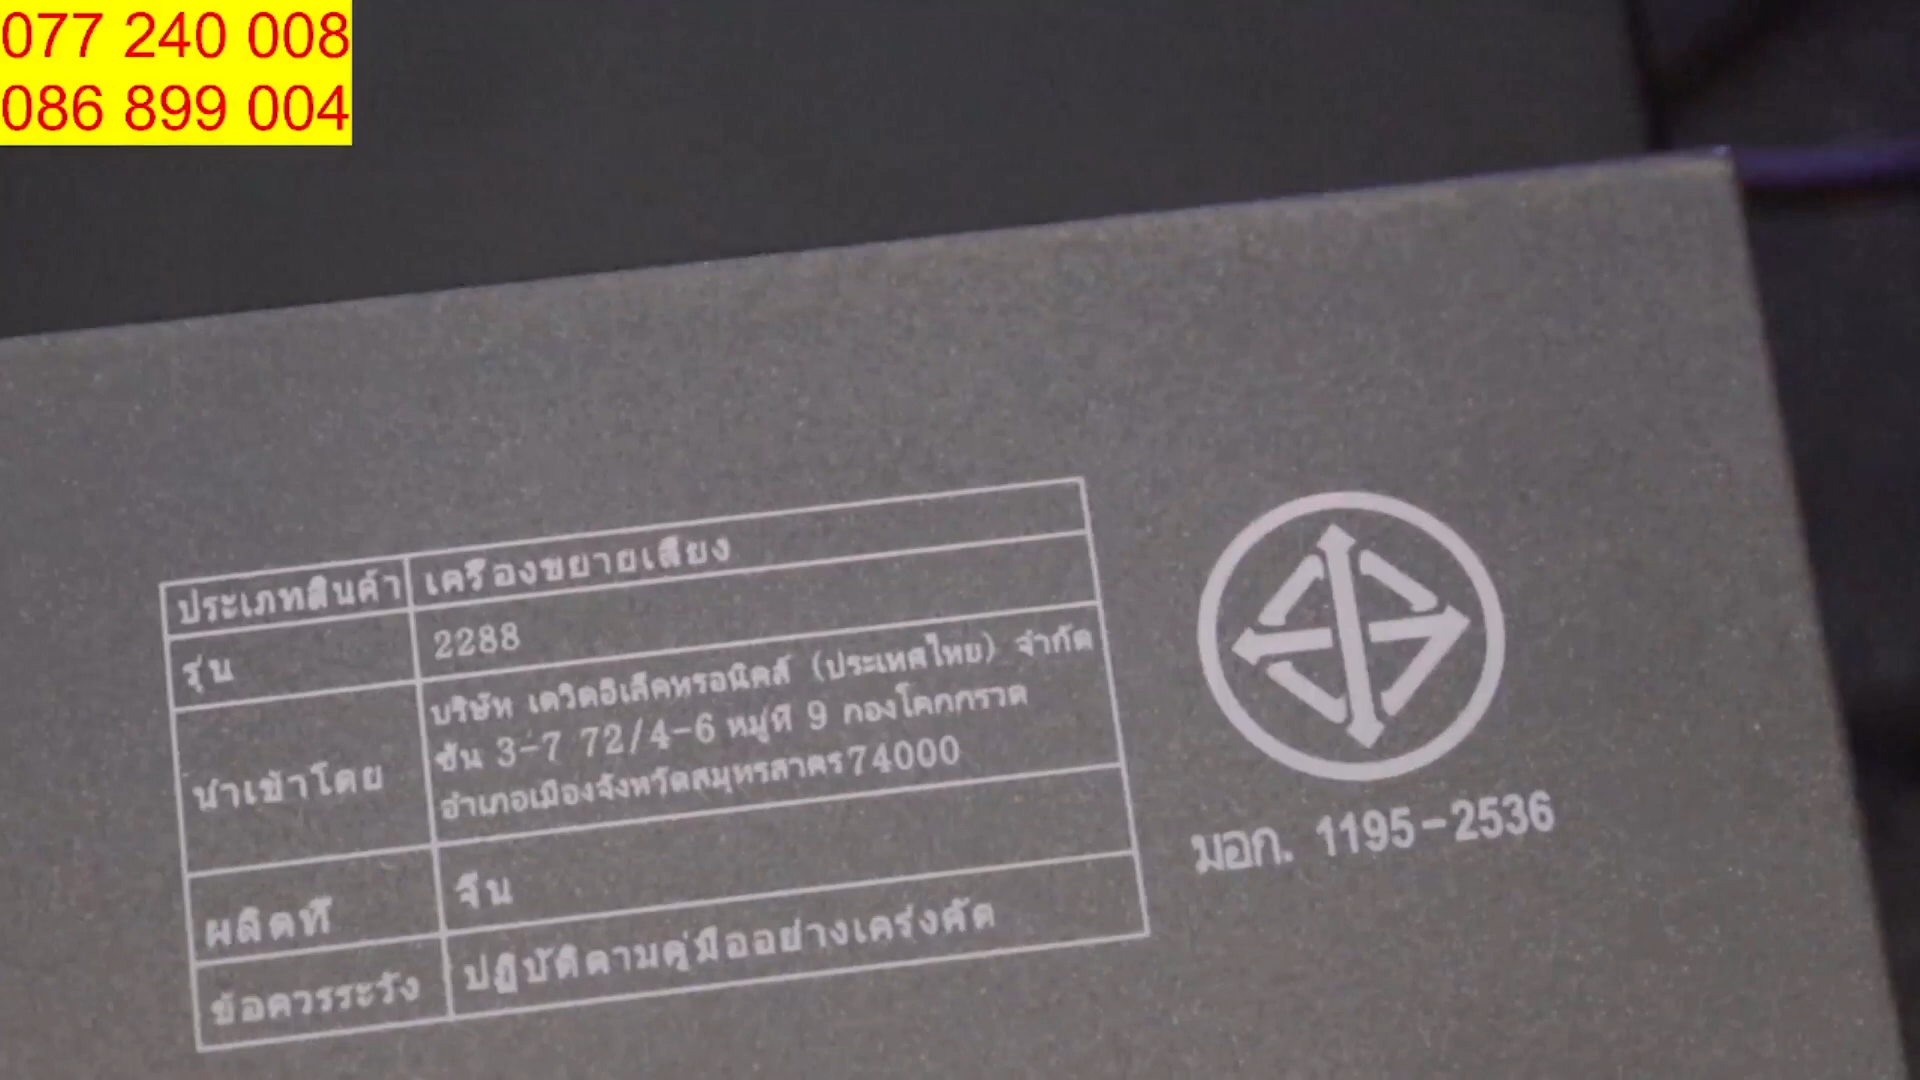 077 240 008
086 899 004
ประเภทสินค้า เครื่องขยายเสียง
รุ่น 2288
บริษัท เดวิดอิเล็คทรอนิคส์ (ประเทศไทย) จำกัด
นำเข้าโดย ชั้น 3-7 72/4-6 หมู่ที่ 9 กองโคกกรวด
อำเภอเมืองจังหวัดสมุทรสาคร74000
ผลิตที่ จีน
ข้อควรระวัง ปฏิบัติตามคู่มืออย่างเคร่งคัด
มอก. 1195-2536